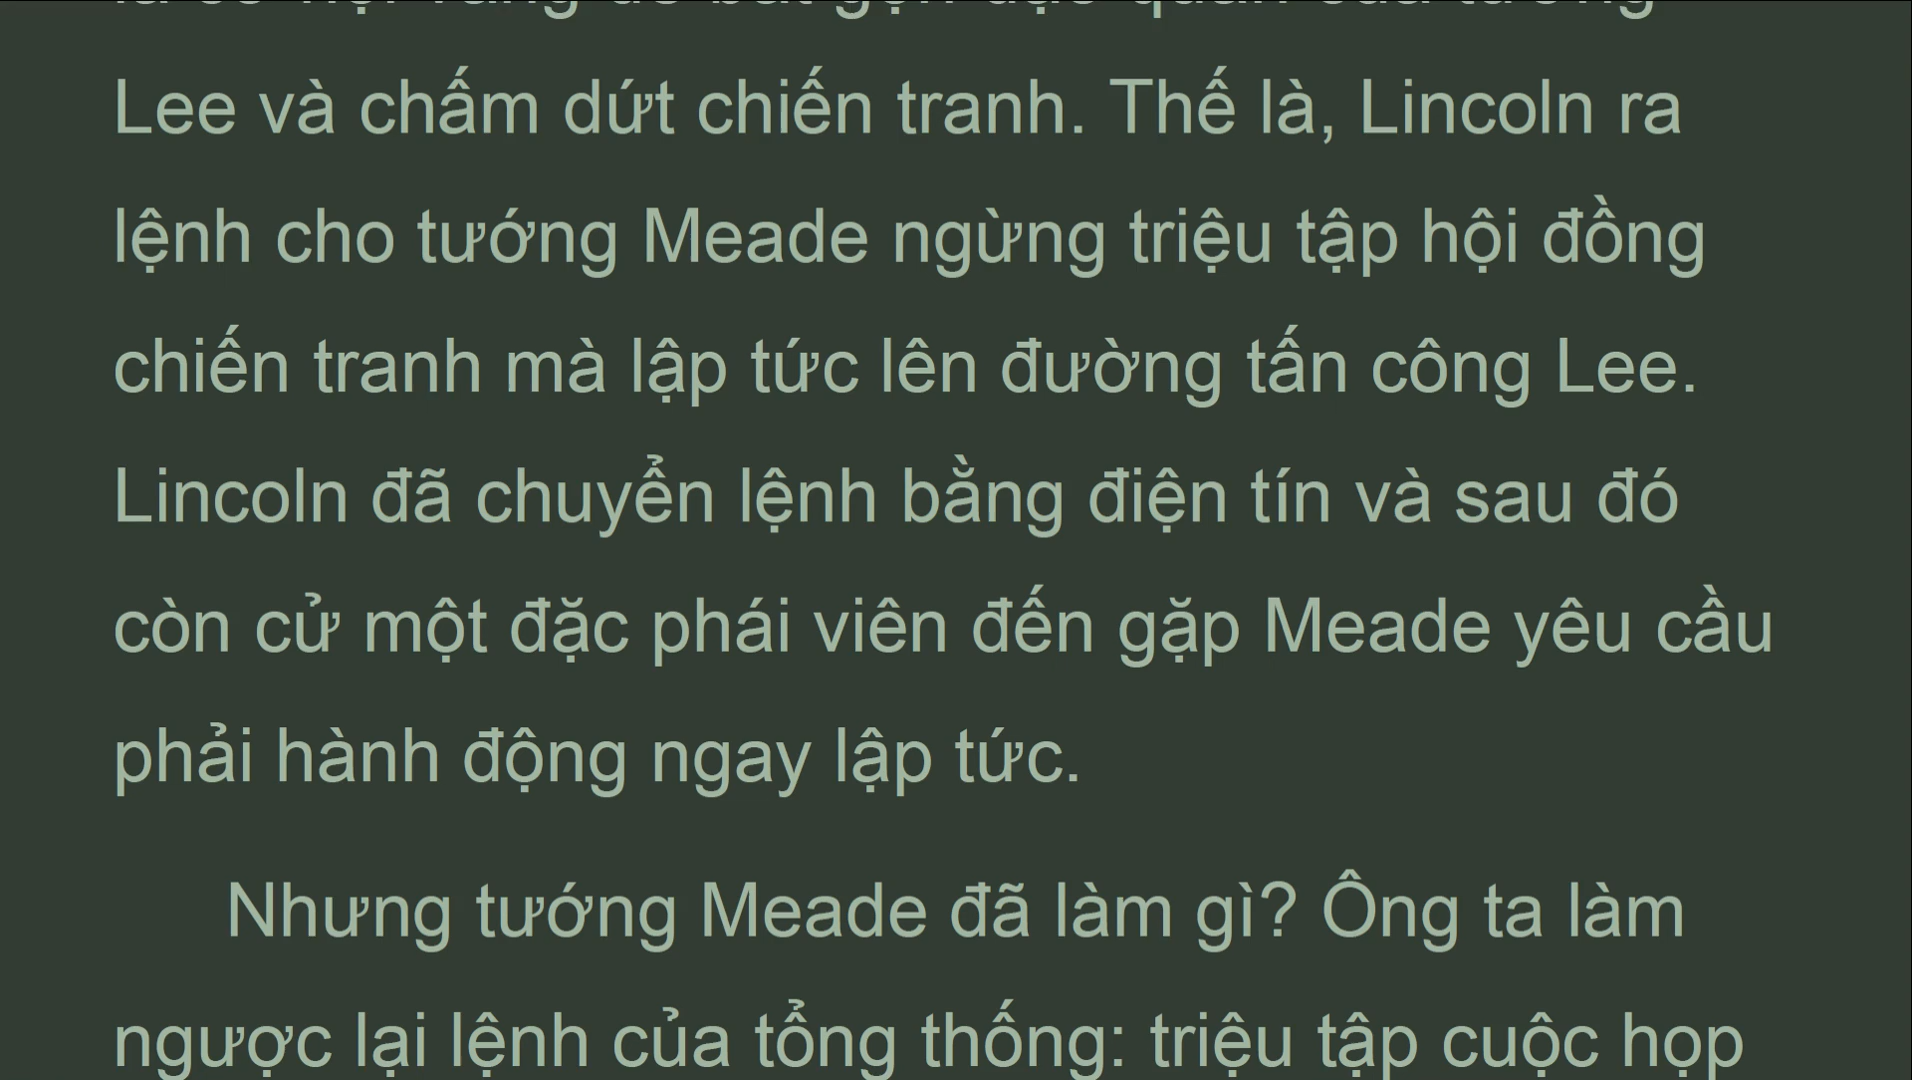 Lee và chấm dứt chiến tranh. Thế là, Lincoln ra
lệnh cho tướng Meade ngừng triệu tập hội đồng
chiến tranh mà lập tức lên đường tấn công Lee.
Lincoln đã chuyển lệnh bằng điện tín và sau đó
còn cử một đặc phái viên đến gặp Meade yêu cầu
phải hành động ngay lập tức.
Nhưng tướng Meade đã làm gì? Ông ta làm
ngược lại lệnh của tổng thống: triệu tập cuộc họp